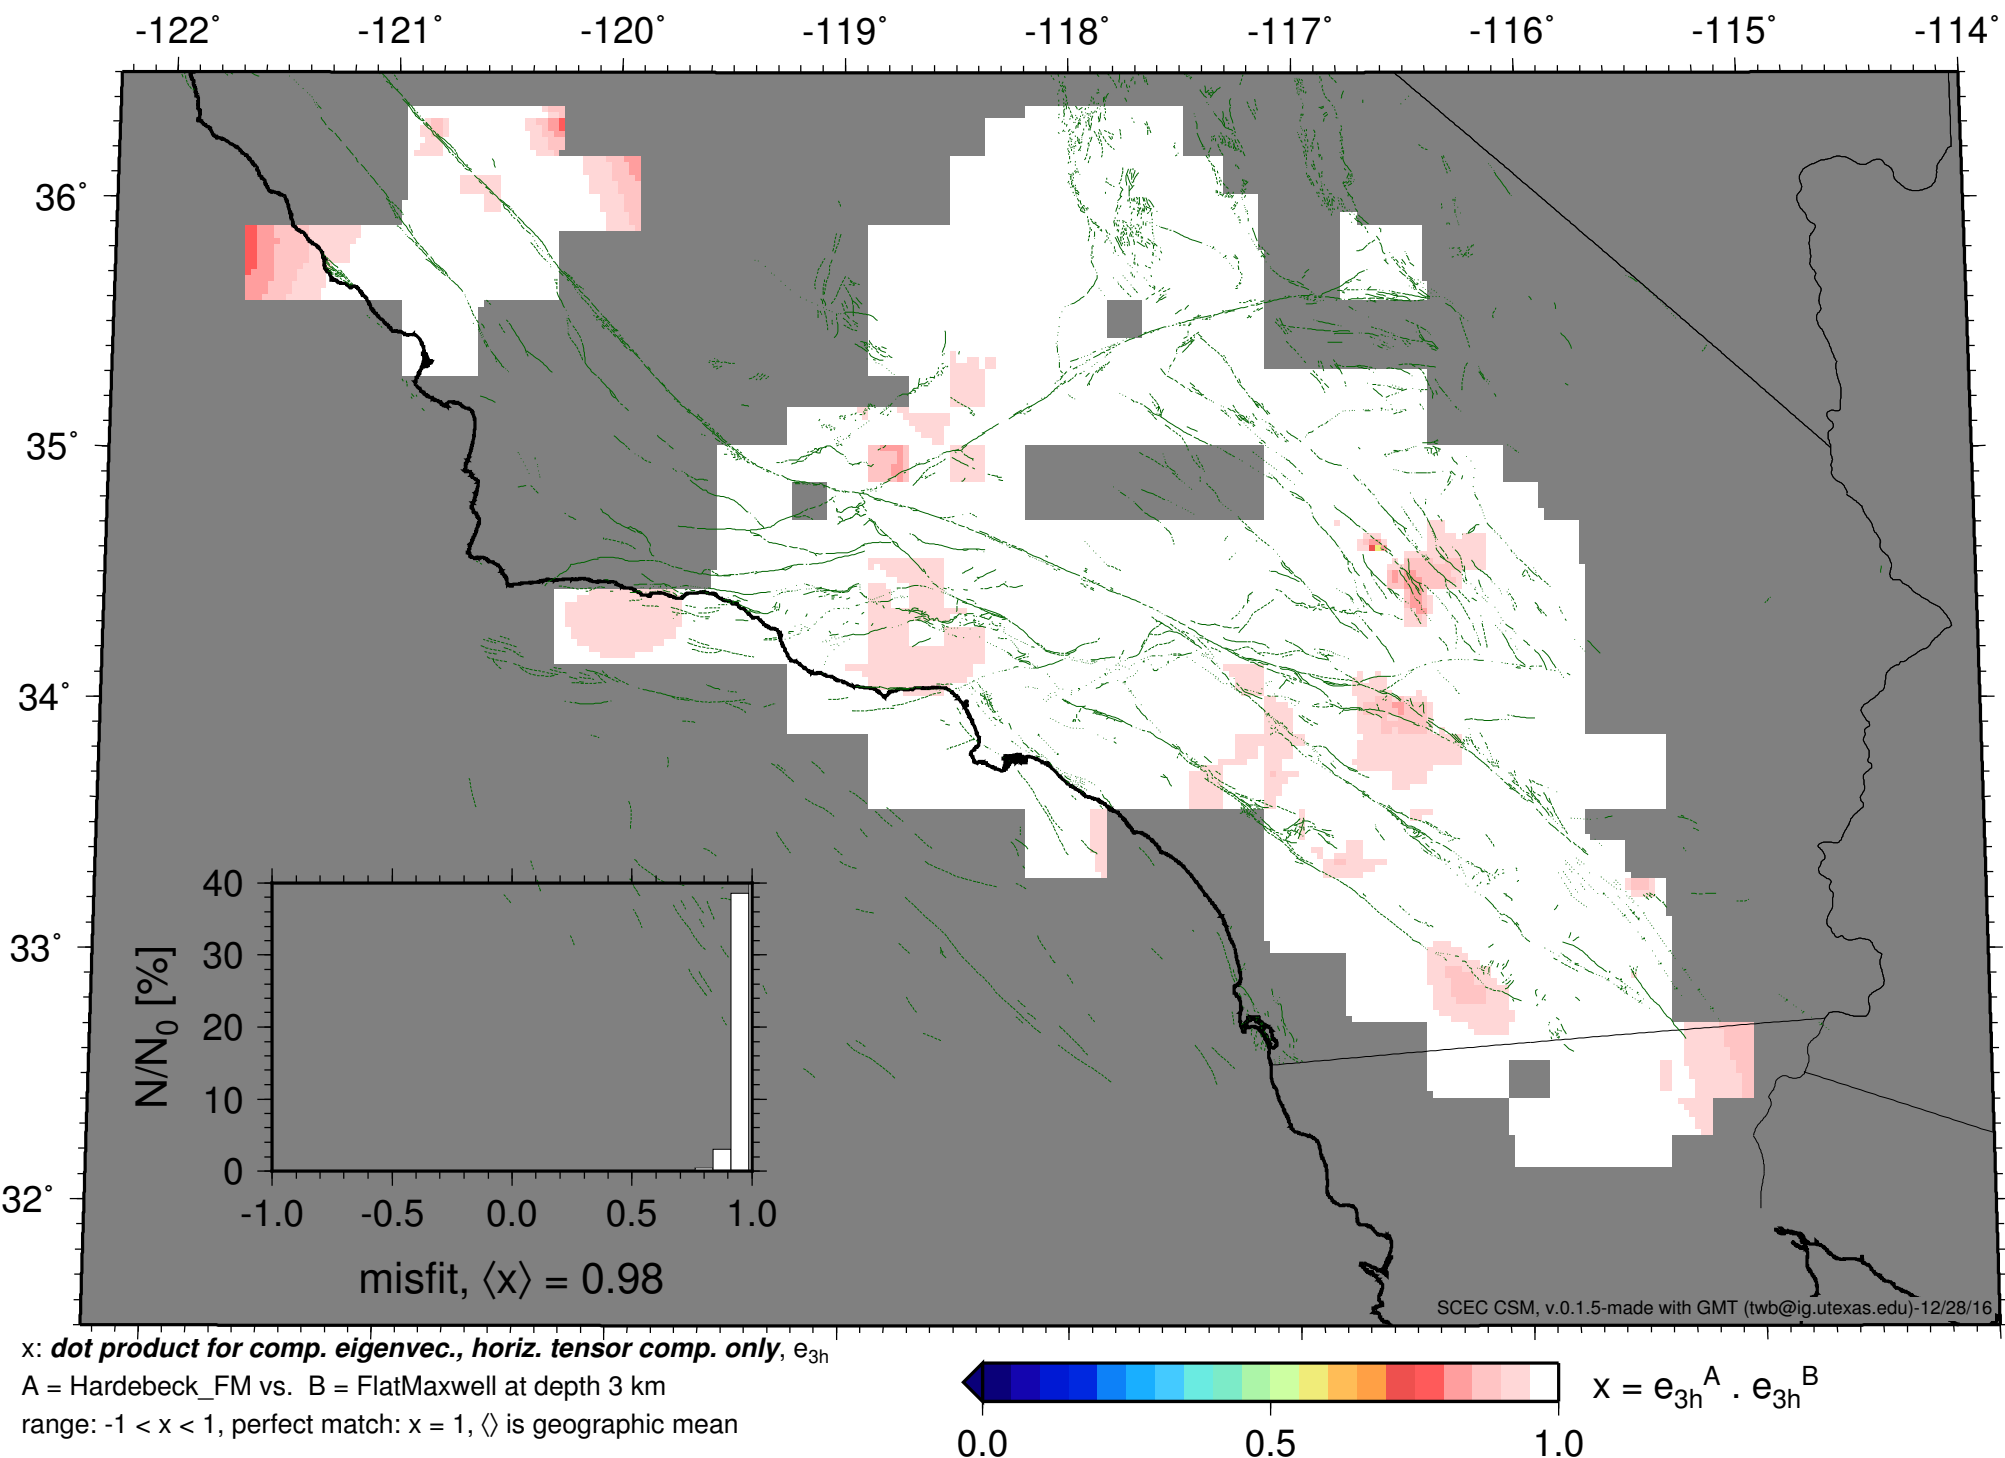 -122˚ -121˚ -120˚ -119˚ -118˚ -117˚ -116˚ -115˚ -114˚
36˚
35˚
34˚
33˚
32˚
40
30
20
10
0
N/N0 [%]
-1.0 -0.5 0.0 0.5 1.0
misfit, ⟨x⟩ = 0.98
SCEC CSM, v.0.1.5-made with GMT (twb@ig.utexas.edu)-12/28/16
x: dot product for comp. eigenvec., horiz. tensor comp. only, e3h
A = Hardebeck_FM vs. B = FlatMaxwell at depth 3 km
range: -1 < x < 1, perfect match: x = 1, ⟨⟩ is geographic mean
x = e3hA . e3hB
0.0 0.5 1.0